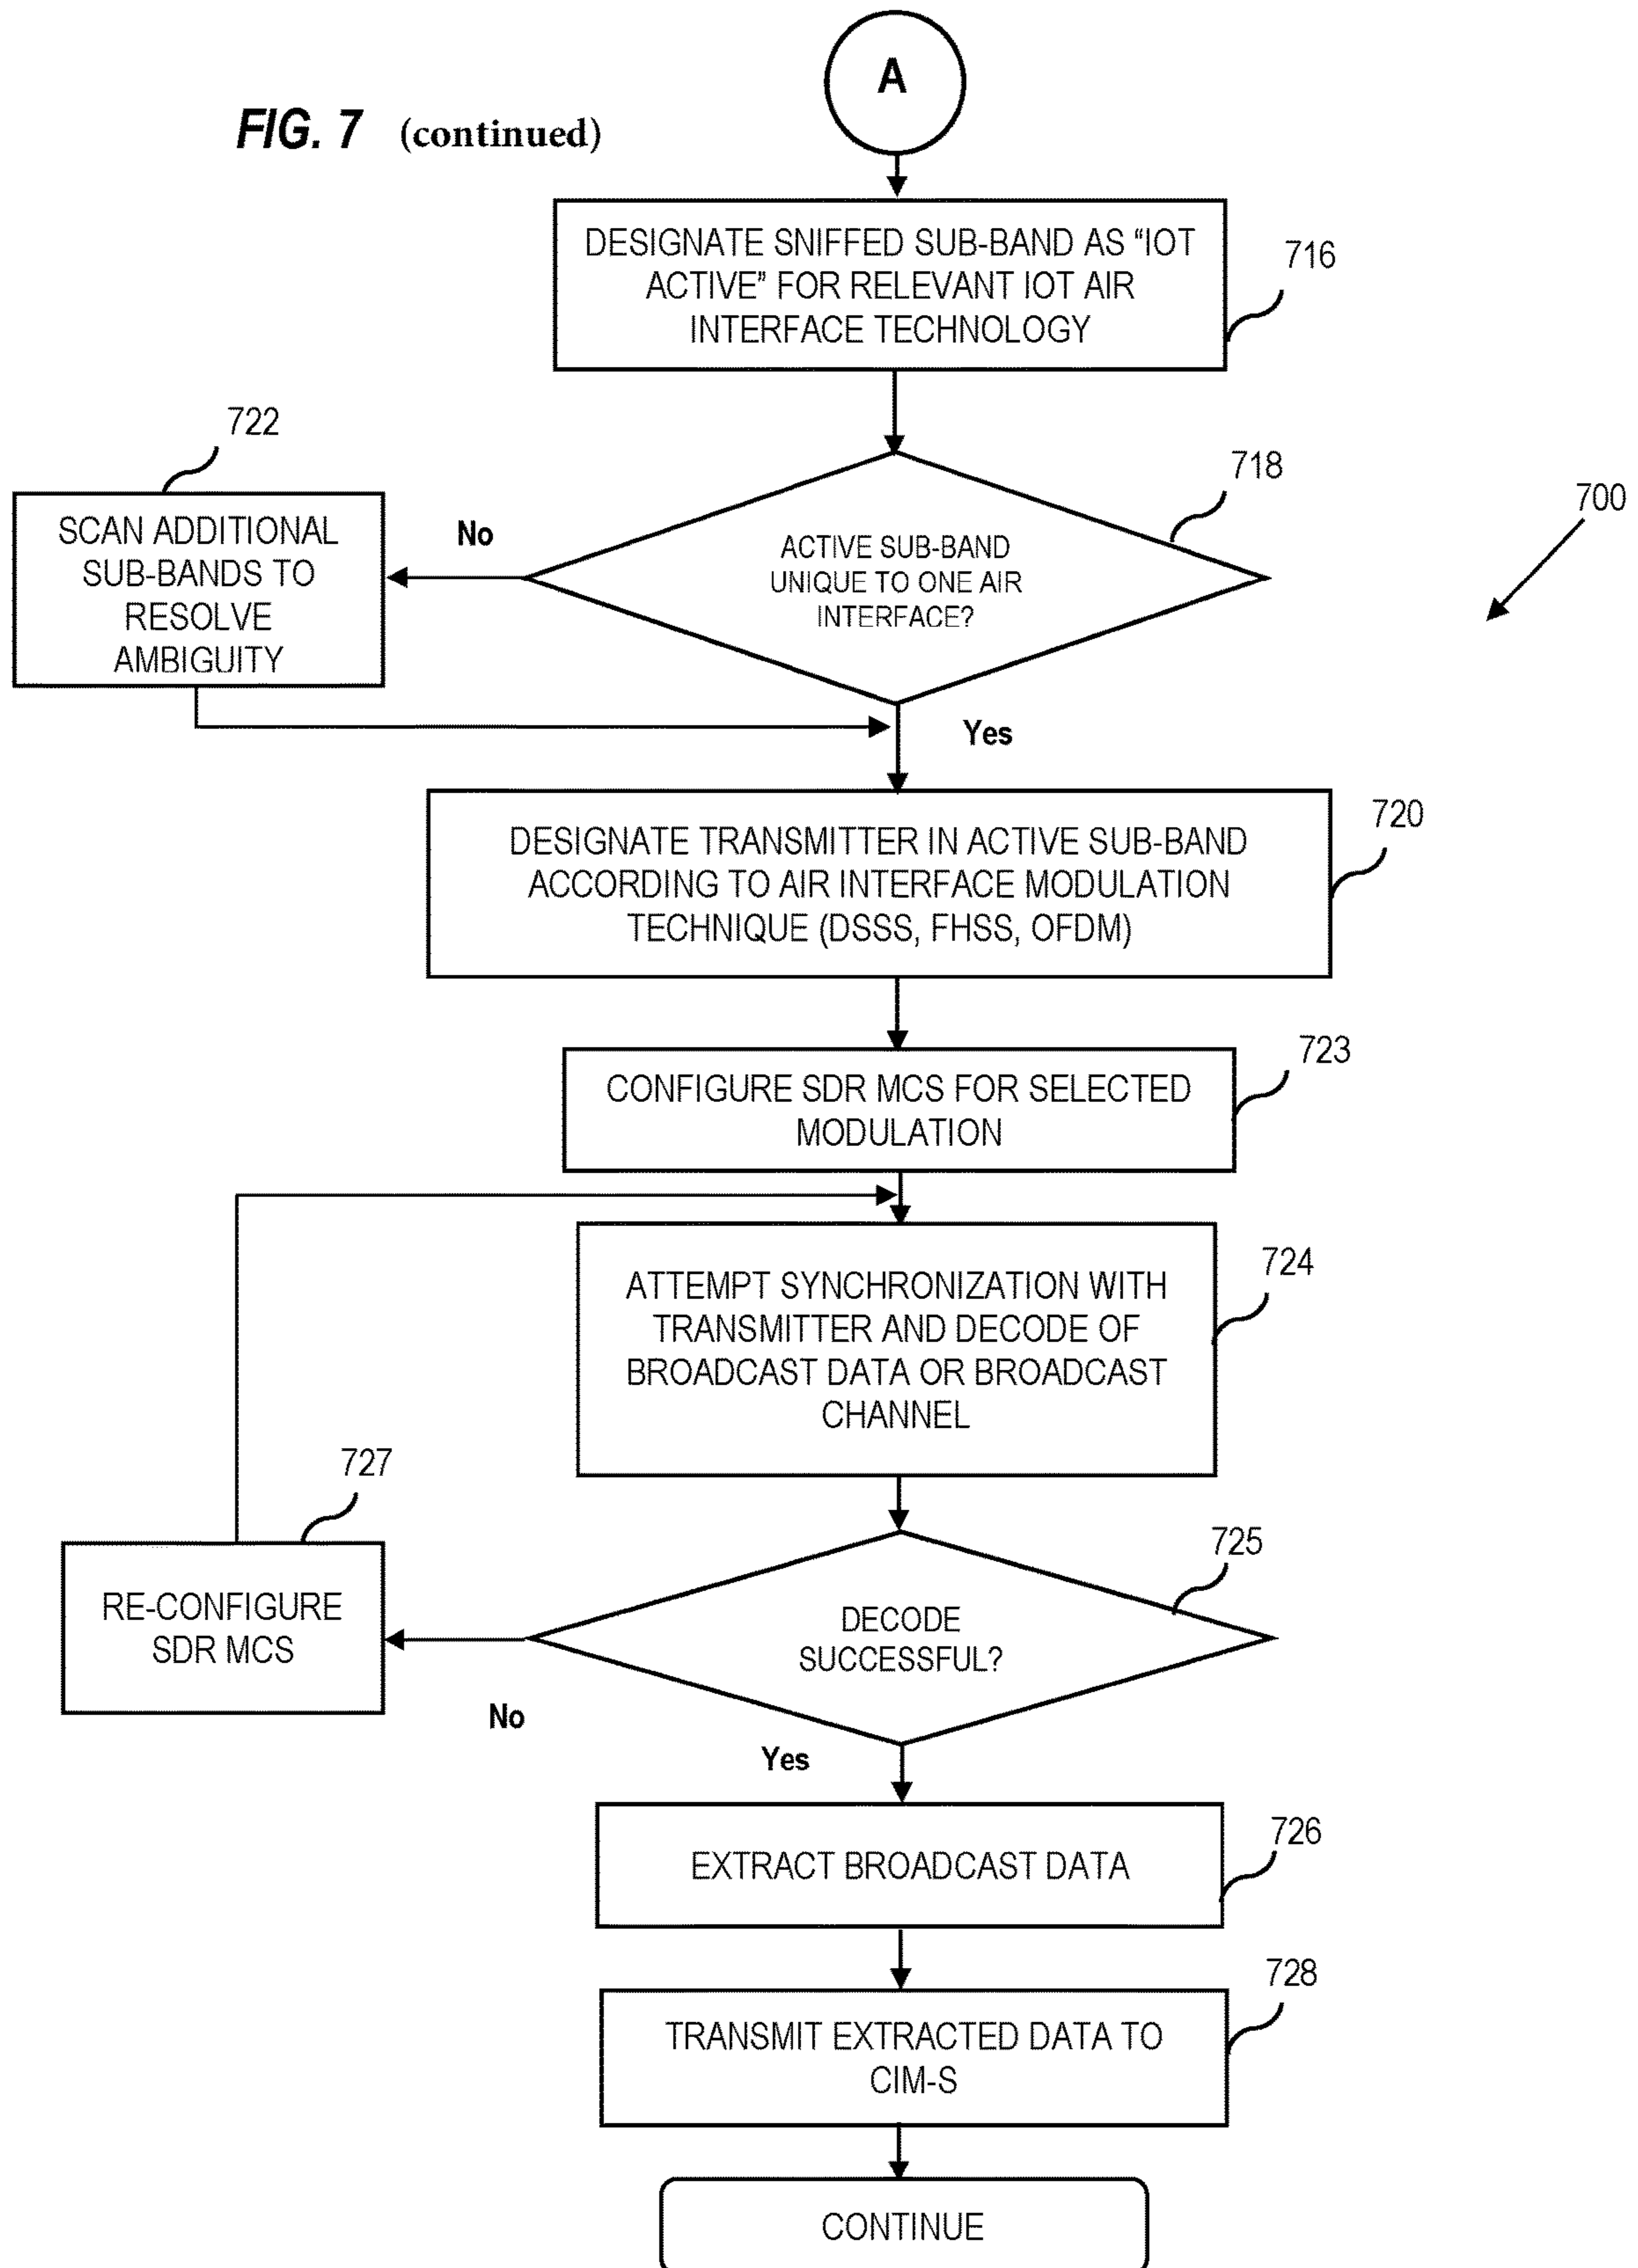 A
FIG. 7 (continued)
DESIGNATE SNIFFED SUB-BAND AS “IOT
ACTIVE” FOR RELEVANT IOT AIR
INTERFACE TECHNOLOGY
716
722
718
700
SCAN ADDITIONAL
SUB-BANDS TO
RESOLVE
AMBIGUITY
No
ACTIVE SUB-BAND
UNIQUE TO ONE AIR
INTERFACE?
Yes
720
DESIGNATE TRANSMITTER IN ACTIVE SUB-BAND
ACCORDING TO AIR INTERFACE MODULATION
TECHNIQUE (DSSS, FHSS, OFDM)
723
CONFIGURE SDR MCS FOR SELECTED
MODULATION
724
ATTEMPT SYNCHRONIZATION WITH
TRANSMITTER AND DECODE OF
BROADCAST DATA OR BROADCAST
CHANNEL
727
725
RE-CONFIGURE
SDR MCS
DECODE
SUCCESSFUL?
No
Yes
726
EXTRACT BROADCAST DATA
728
TRANSMIT EXTRACTED DATA TO
CIM-S
CONTINUE